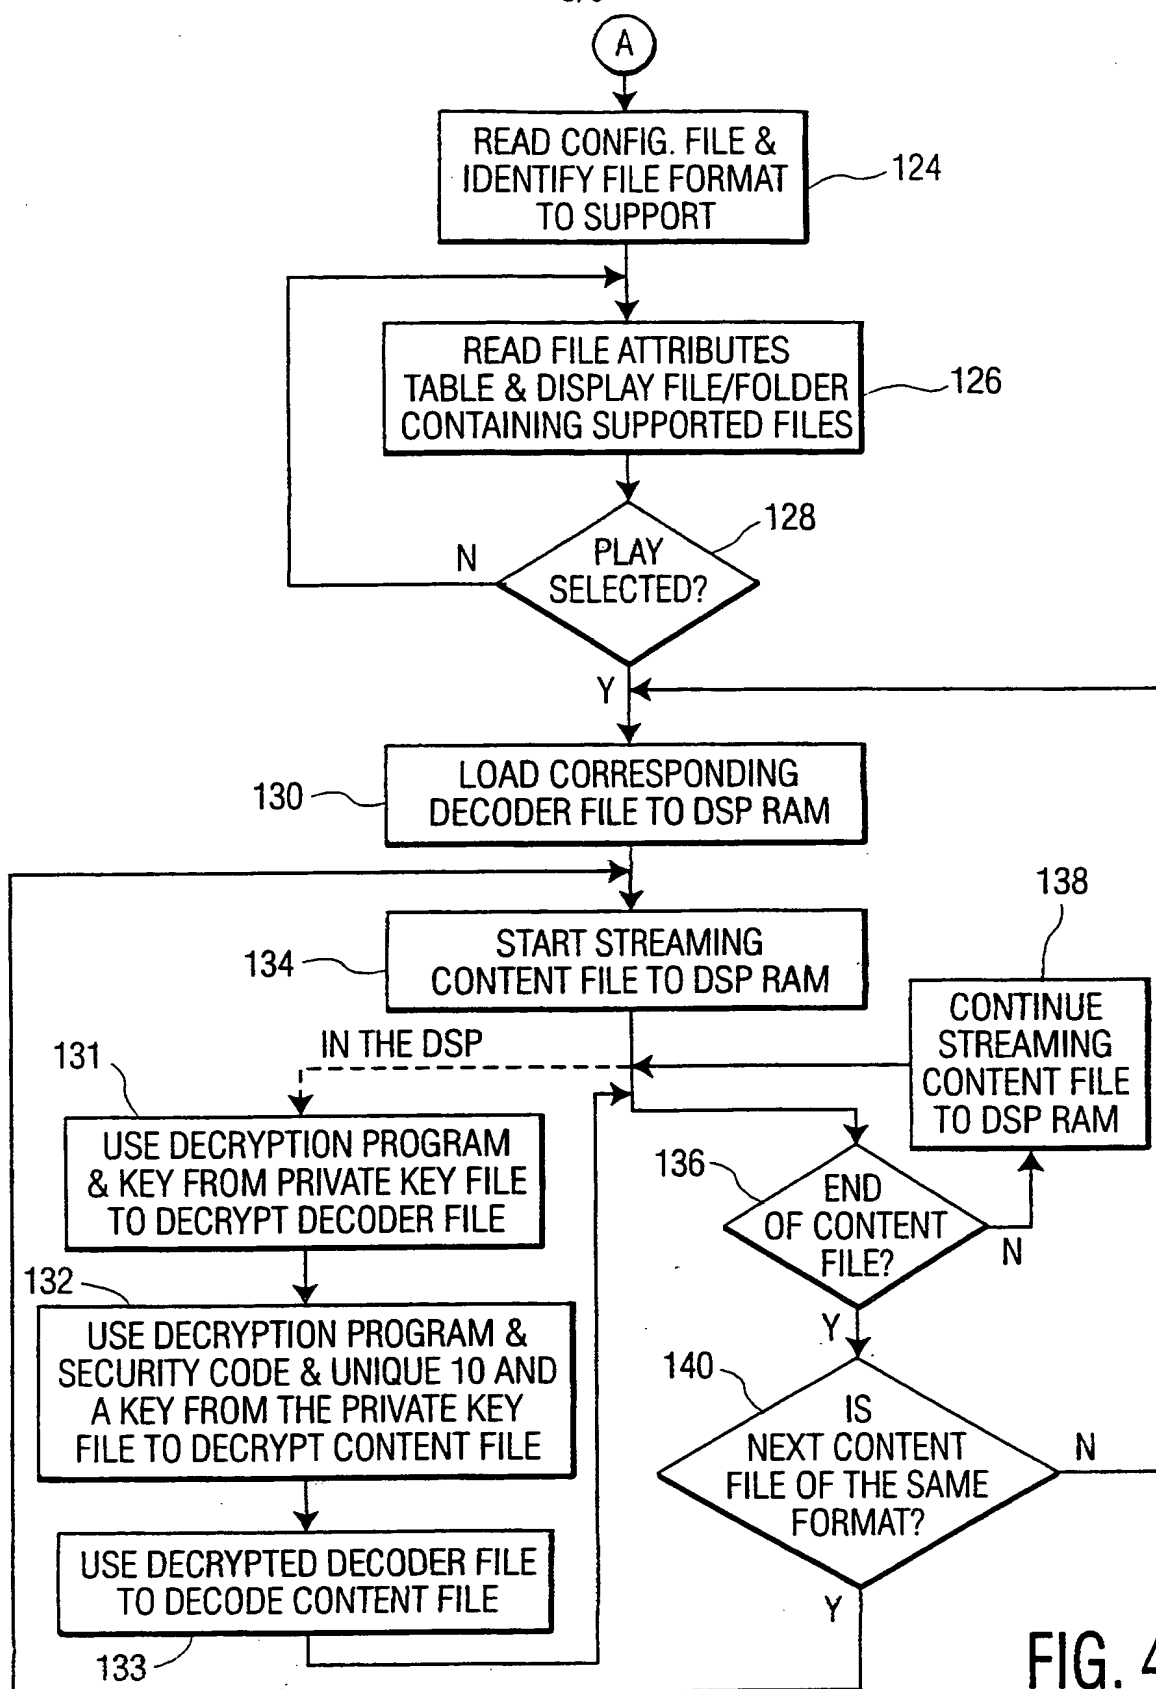 A
READ CONFIG. FILE &
IDENTIFY FILE FORMAT
TO SUPPORT
124
READ FILE ATTRIBUTES
TABLE & DISPLAY FILE/FOLDER
CONTAINING SUPPORTED FILES
126
128
PLAY
SELECTED?
N
Y
LOAD CORRESPONDING
DECODER FILE TO DSP RAM
130
START STREAMING
CONTENT FILE TO DSP RAM
134
138
CONTINUE
STREAMING
CONTENT FILE
TO DSP RAM
IN THE DSP
131
USE DECRYPTION PROGRAM
& KEY FROM PRIVATE KEY FILE
TO DECRYPT DECODER FILE
136
END
OF CONTENT
FILE?
N
Y
132
USE DECRYPTION PROGRAM &
SECURITY CODE & UNIQUE 10 AND
A KEY FROM THE PRIVATE KEY
FILE TO DECRYPT CONTENT FILE
140
IS
NEXT CONTENT
FILE OF THE SAME
FORMAT?
N
Y
USE DECRYPTED DECODER FILE
TO DECODE CONTENT FILE
133
FIG. 4